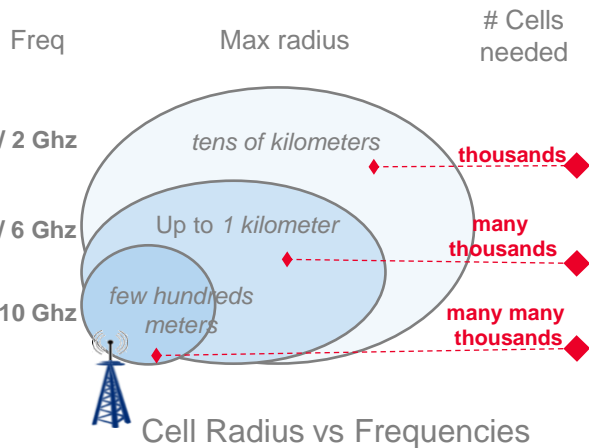 Freq
Max radius
# Cells
needed
/ 2 Ghz
tens of kilometers
thousands
/ 6 Ghz
Up to 1 kilometer
many
thousands
10 Ghz
few hundreds
meters
many many
thousands
Cell Radius vs Frequencies